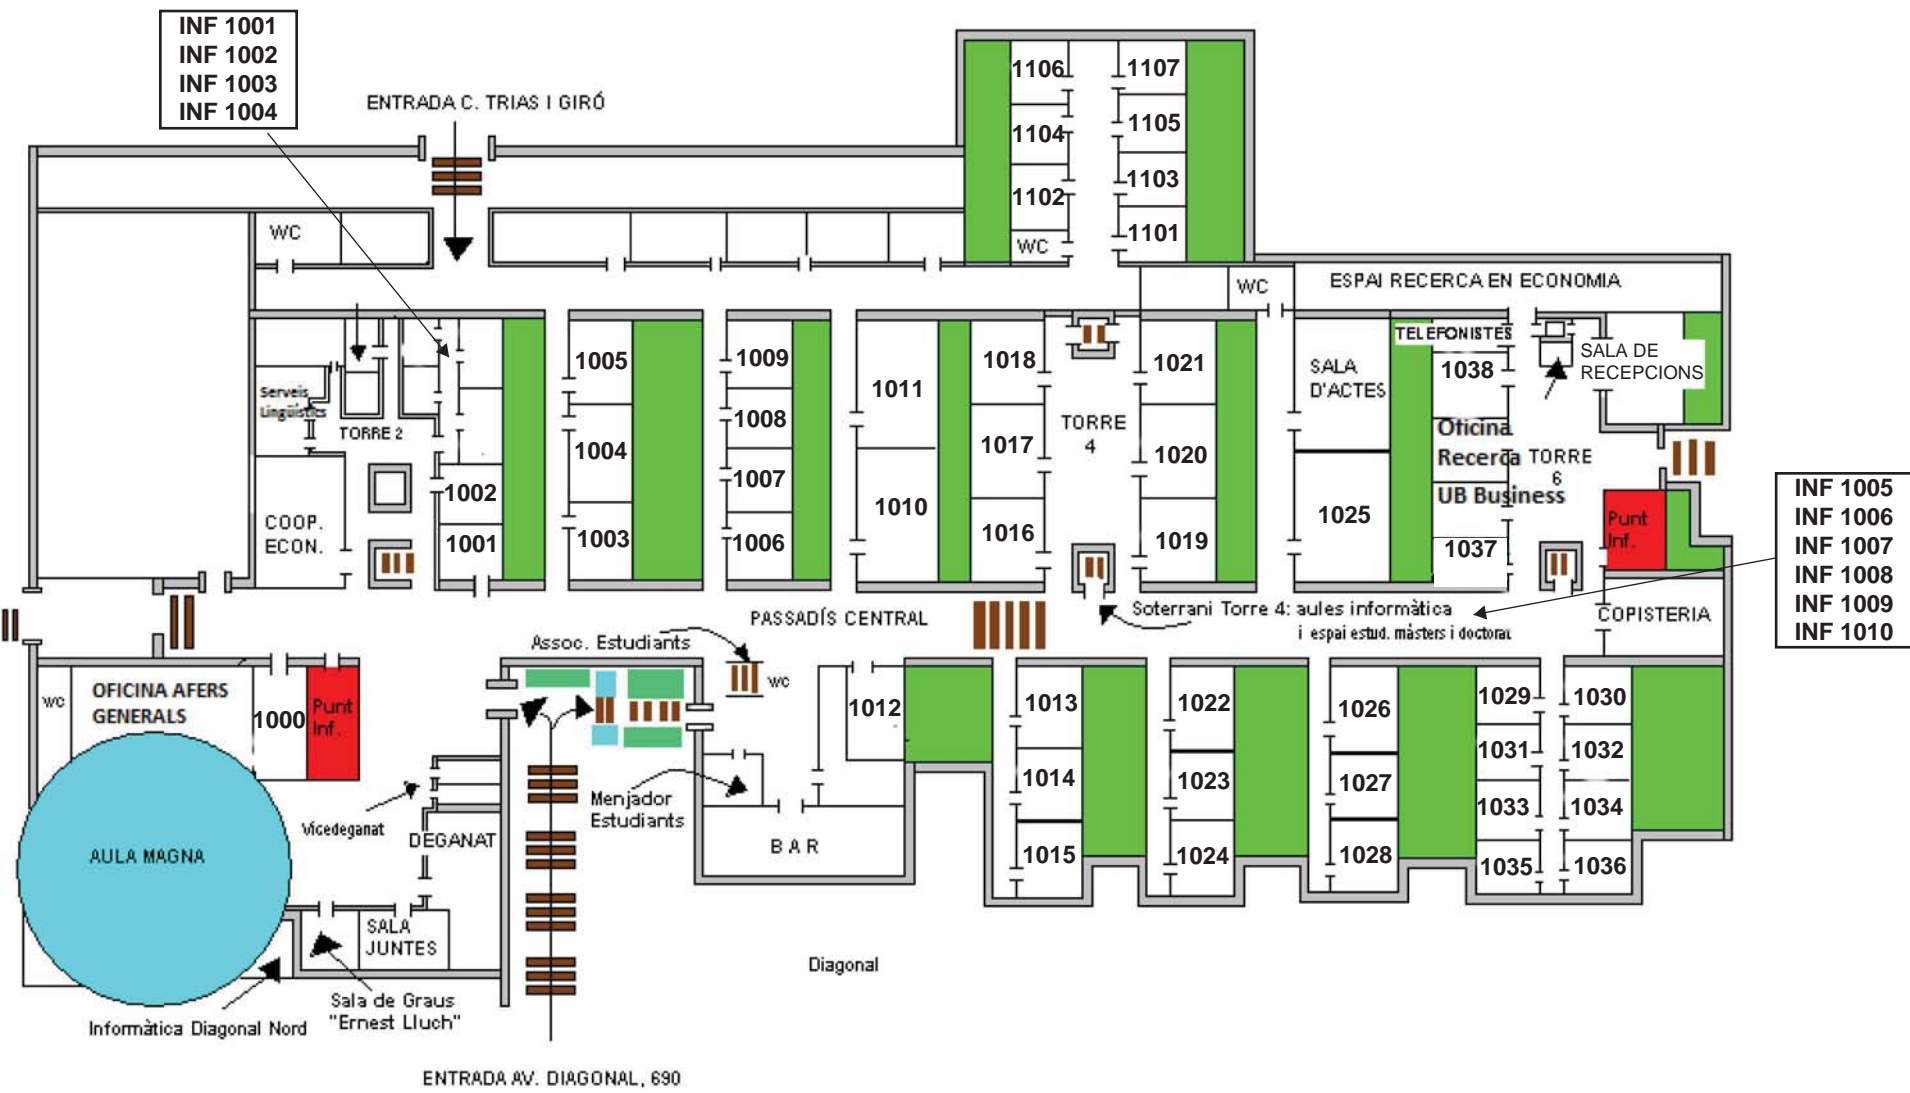 INF 1001
INF 1002
INF 1003
INF 1004
ENTRADA C. TRIAS I GIRÓ
1106
1107
1104
1105
1102
1103
WC
1101
WC
WC
ESPAI RECERCA EN ECONOMIA
TELEFONISTES
SALA DE
RECEPCIONS
Serveis
Lingüístics
TORRE 2
1005
1009
1011
1018
TORRE
4
1021
SALA
D'ACTES
1038
1004
1008
1017
1020
Oficina
Recerca
UB Business
TORRE
6
1002
1007
1010
1025
COOP.
ECON.
1001
1003
1006
1016
1019
1037
Punt
Inf.
INF 1005
INF 1006
INF 1007
INF 1008
INF 1009
INF 1010
PASSADÍS CENTRAL
Soterrani Torre 4: aules informàtica
i espai estud. màsters i doctorat
COPISTERIA
Assoc. Estudiants
wc
wc
OFICINA AFERS
GENERALS
1000
Punt
Inf.
1012
1013
1022
1026
1029
1030
1031
1032
1014
1023
1027
1033
1034
1015
1024
1028
1035
1036
Menjador
Estudiants
BAR
Vicedeganat
DEGANAT
AULA MAGNA
SALA
JUNTES
Diagonal
Sala de Graus
"Ernest Lluch"
Informàtica Diagonal Nord
ENTRADA AV. DIAGONAL, 690